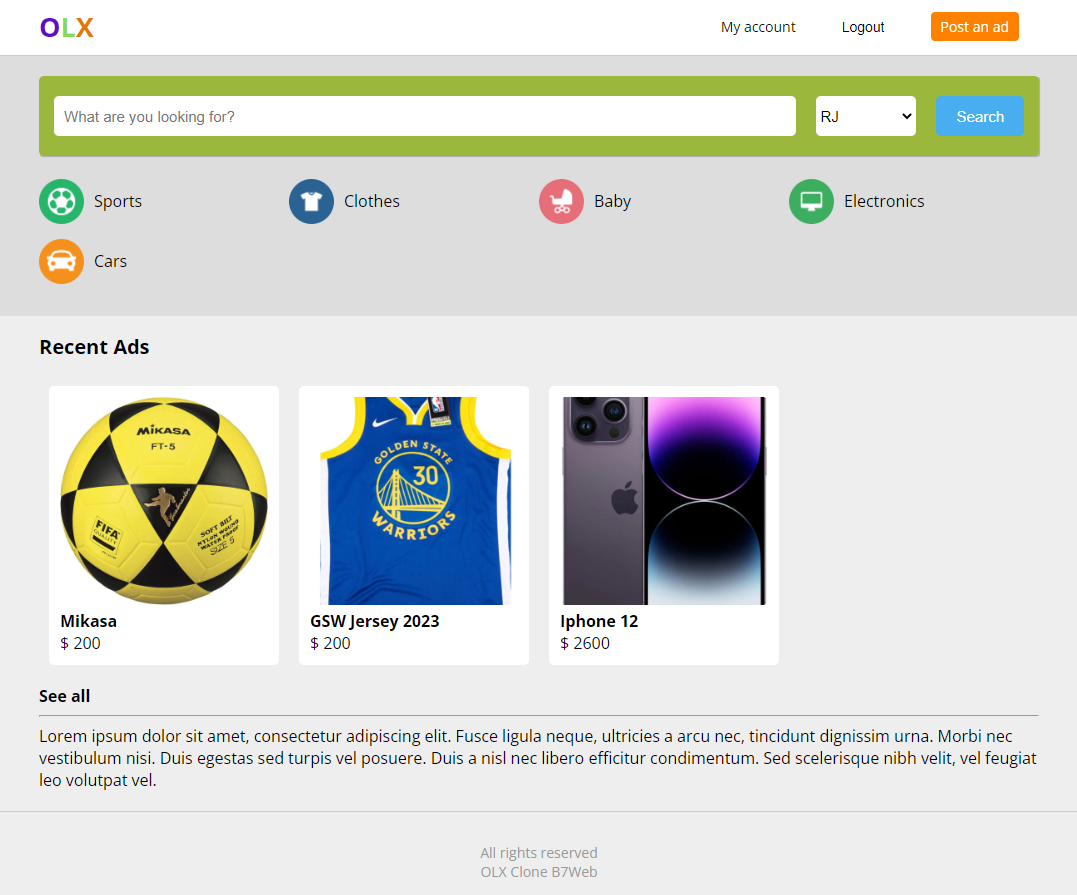 OLX
My account
Logout
Post an ad
What are you looking for?
RJ
Search
Sports
Clothes
Baby
Electronics
Cars
Recent Ads
MIKASA
FT-5
FIFA
QUALITY
SOFT BILT
NYLON WOUND
WATER PROOF
SIZE 5
GOLDEN STATE
30
WARRIORS
Mikasa
$ 200
GSW Jersey 2023
$ 200
Iphone 12
$ 2600
See all
Lorem ipsum dolor sit amet, consectetur adipiscing elit. Fusce ligula neque, ultricies a arcu nec, tincidunt dignissim urna. Morbi nec
vestibulum nisi. Duis egestas sed turpis vel posuere. Duis a nisl nec libero efficitur condimentum. Sed scelerisque nibh velit, vel feugiat
leo volutpat vel.
All rights reserved
OLX Clone B7Web